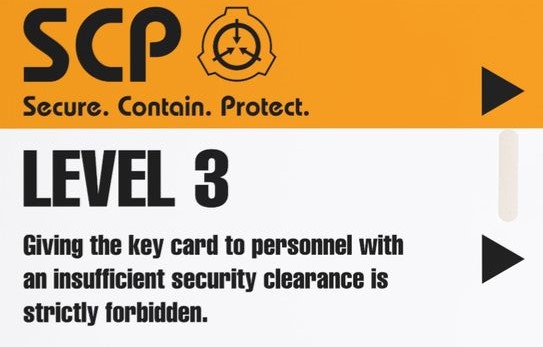 SCP
Secure. Contain. Protect.
LEVEL 3
Giving the key card to personnel with
an insufficient security clearance is
strictly forbidden.